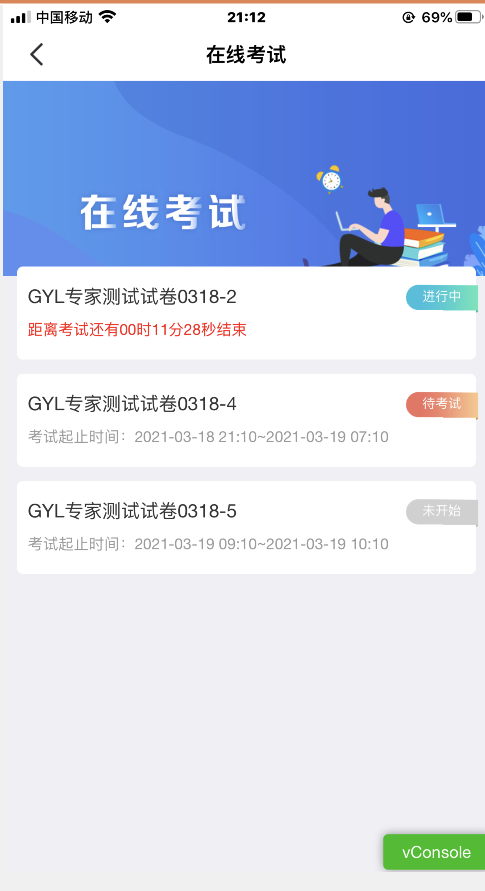 中国移动 21:12 69%
在线考试
在线考试
GYL专家测试试卷0318-2 进行中
距离考试还有00时11分28秒结束
GYL专家测试试卷0318-4 待考试
考试起止时间：2021-03-18 21:10~2021-03-19 07:10
GYL专家测试试卷0318-5 未开始
考试起止时间：2021-03-19 09:10~2021-03-19 10:10
vConsole